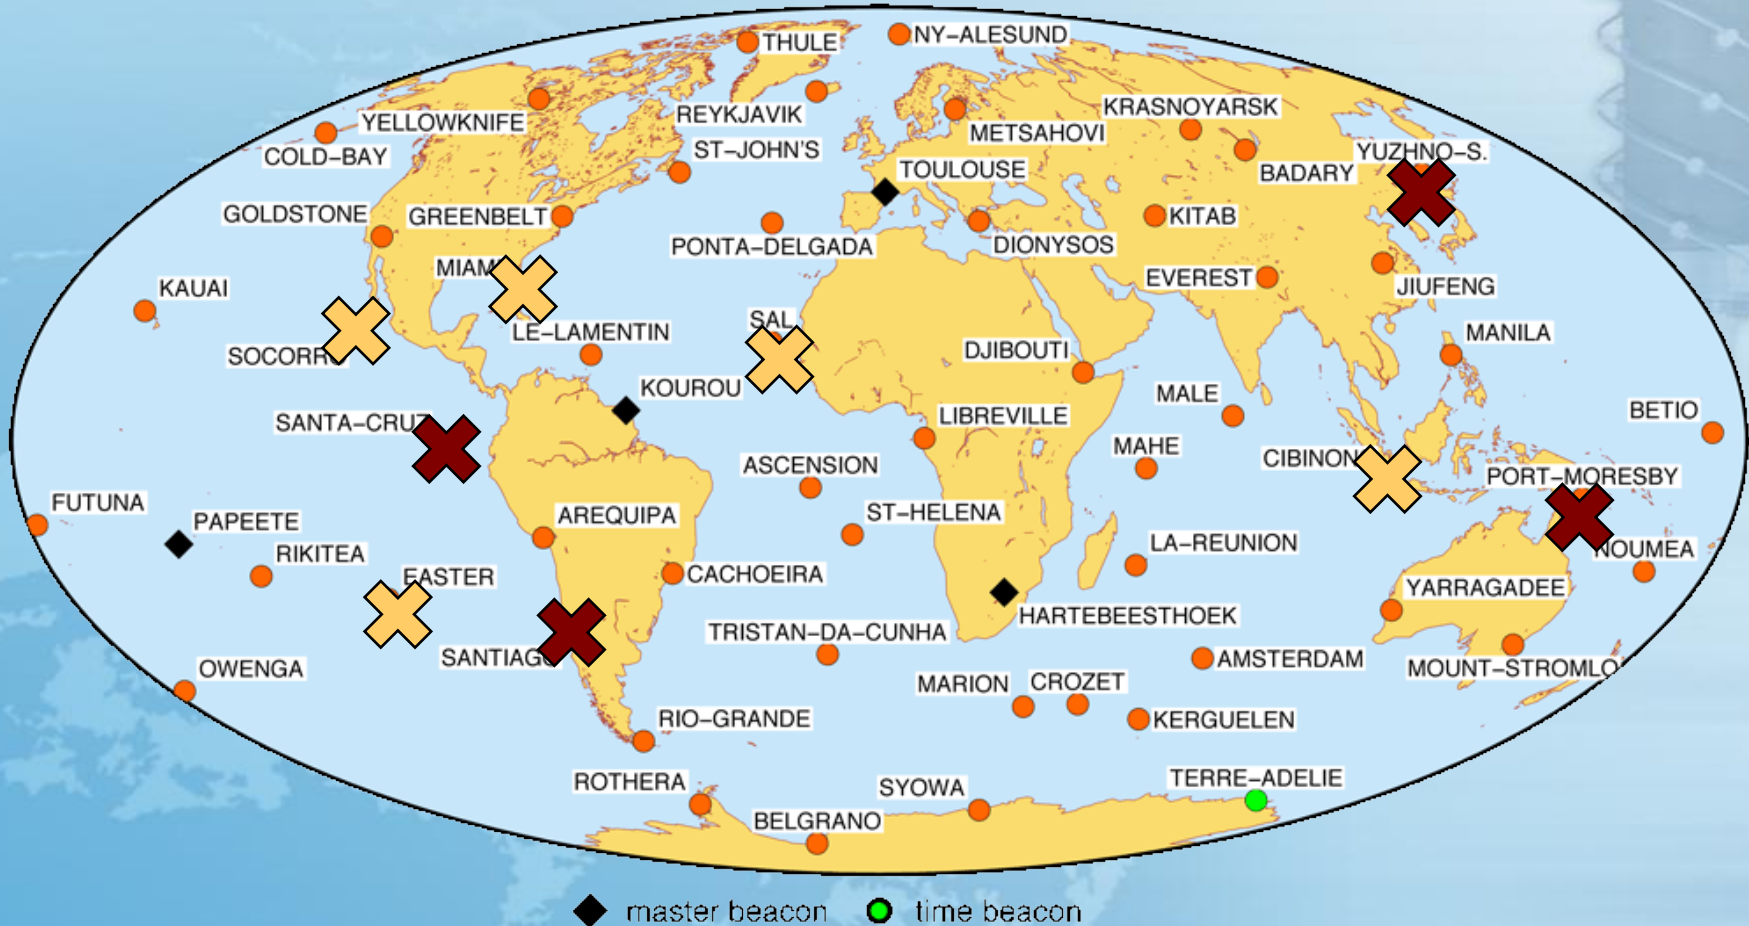 THULE
NY-ALESUND
YELLOWKNIFE
REYKJAVIK
KRASNOYARSK
METSAHOVI
COLD-BAY
ST-JOHN'S
YUZHNO-S.
TOULOUSE
BADARY
GOLDSTONE
GREENBELT
KITAB
PONTA-DELGADA
DIONYSOS
MIAM
EVEREST
JIUFENG
KAUAI
SAL
LE-LAMENTIN
MANILA
SOCORR
DJIBOUTI
KOUROU
MALE
BETIO
SANTA-CRUZ
LIBREVILLE
MAHE
ASCENSION
CIBINON
PORT-MORESBY
FUTUNA
PAPEETE
AREQUIPA
ST-HELENA
RIKITEA
LA-REUNION
NOUMEA
EASTER
CACHOEIRA
YARRAGADEE
HARTEBEESTHOEK
TRISTAN-DA-CUNHA
SANTIAGO
AMSTERDAM
MOUNT-STROMLO
OWENGA
MARION
CROZET
RIO-GRANDE
KERGUELEN
ROTHERA
SYOWA
TERRE-ADELIE
BELGRANO
master beacon
time beacon